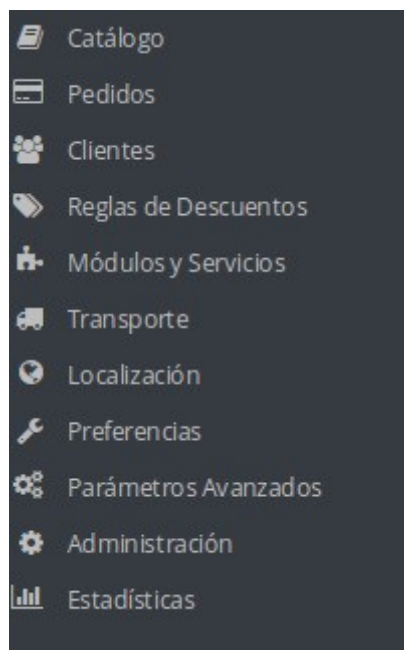 Catálogo
Pedidos
Clientes
Reglas de Descuentos
Módulos y Servicios
Transporte
Localización
Preferencias
Parámetros Avanzados
Administración
Estadísticas